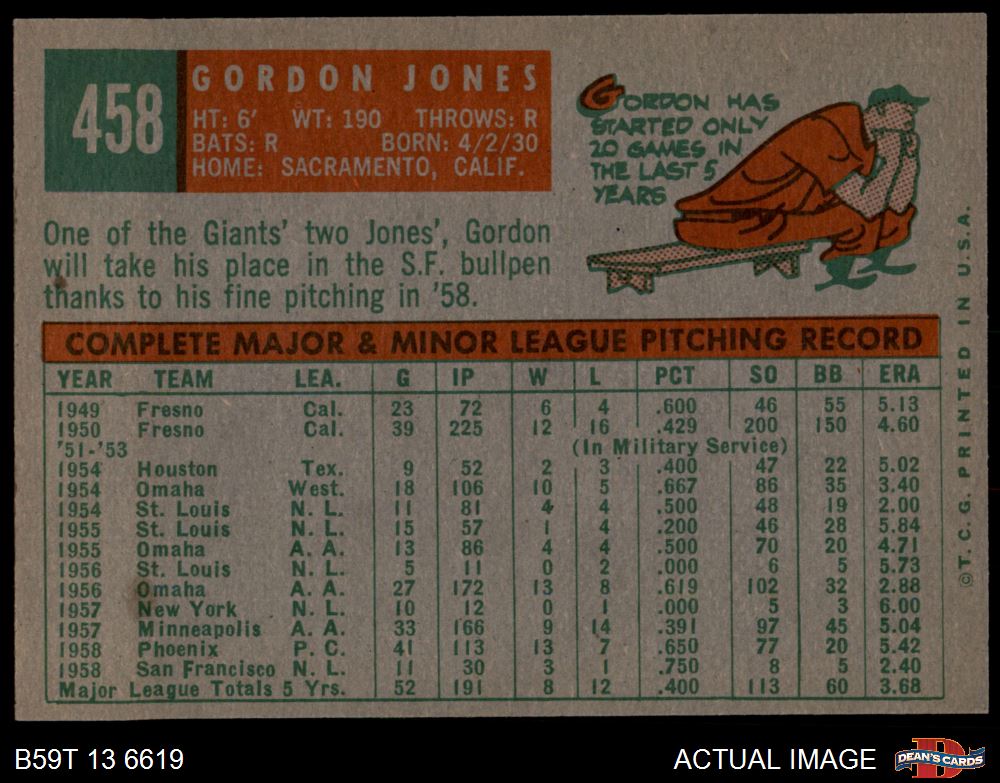 458
GORDON JONES
HT: 6' WT: 190 THROWS: R
BATS: R BORN: 4/2/30
HOME: SACRAMENTO, CALIF.
GORDON HAS
STARTED ONLY
20 GAMES IN
THE LAST 5
YEARS
One of the Giants' two Jones', Gordon
will take his place in the S.F. bullpen
thanks to his fine pitching in '58.
COMPLETE MAJOR & MINOR LEAGUE PITCHING RECORD
YEAR TEAM LEA. G IP W L PCT SO BB ERA
1949 Fresno Cal. 23 72 6 4 .600 46 55 5.13
1950 Fresno Cal. 39 225 12 16 .429 200 150 4.60
'51-'53 (In Military Service)
1954 Houston Tex. 9 52 2 3 .400 47 22 5.02
1954 Omaha West. 18 106 10 5 .667 86 35 3.40
1954 St. Louis N. L. 11 81 4 4 .500 48 19 2.00
1955 St. Louis N. L. 15 57 1 4 .200 46 28 5.84
1955 Omaha A. A. 13 86 4 4 .500 70 20 4.71
1956 St. Louis N. L. 5 11 0 2 .000 6 5 5.73
1956 Omaha A. A. 27 172 13 8 .619 102 32 2.88
1957 New York N. L. 10 12 0 1 .000 5 3 6.00
1957 Minneapolis A. A. 33 166 9 14 .391 97 45 5.04
1958 Phoenix P. C. 41 113 13 7 .650 77 20 5.42
1958 San Francisco N. L. 11 30 3 1 .750 8 5 2.40
Major League Totals 5 Yrs. 52 191 8 12 .400 113 60 3.68
©T.C.G. PRINTED IN U.S.A.
B59T 13 6619
ACTUAL IMAGE
D
DEAN'S CARDS